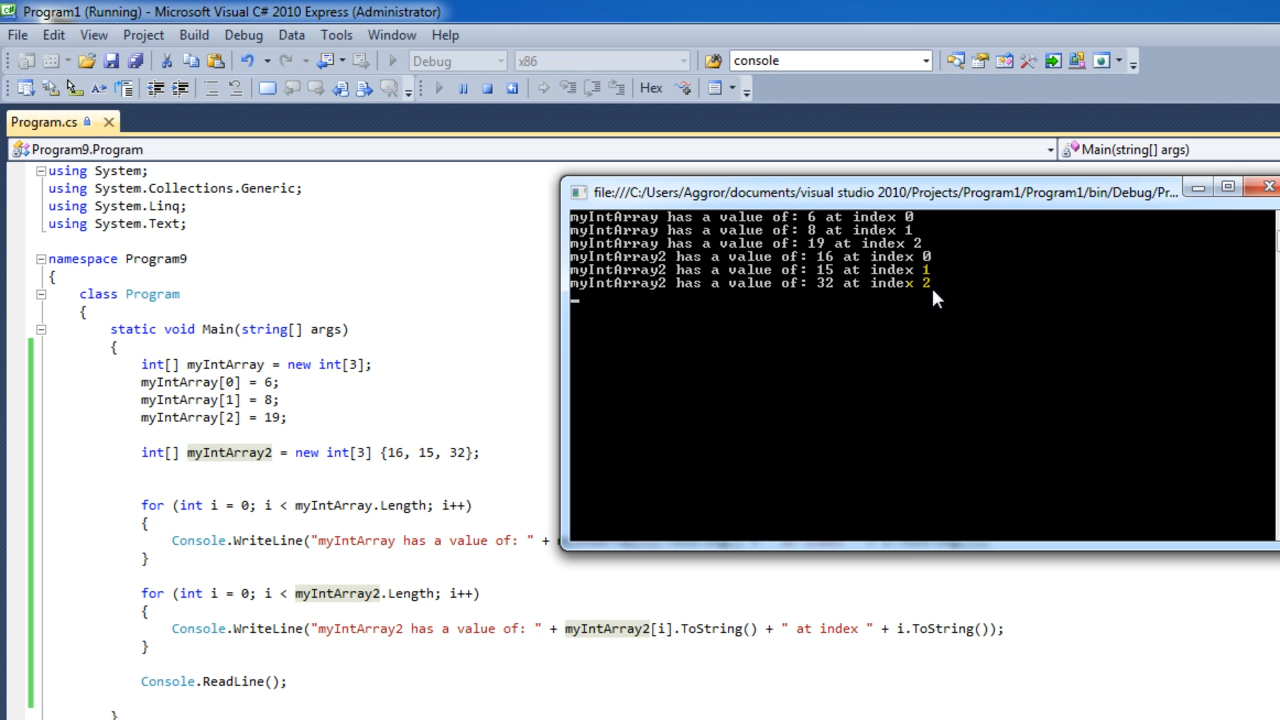 Program1 (Running) - Microsoft Visual C# 2010 Express (Administrator)
File Edit View Project Build Debug Data Tools Window Help
Debug x86 console
Hex
Program.cs
Program9.Program Main(string[] args)
using System;
using System.Collections.Generic;
using System.Linq;
using System.Text;
namespace Program9
{
class Program
{
static void Main(string[] args)
{
int[] myIntArray = new int[3];
myIntArray[0] = 6;
myIntArray[1] = 8;
myIntArray[2] = 19;
int[] myIntArray2 = new int[3] {16, 15, 32};
for (int i = 0; i < myIntArray.Length; i++)
{
Console.WriteLine("myIntArray has a value of: " +
}
for (int i = 0; i < myIntArray2.Length; i++)
{
Console.WriteLine("myIntArray2 has a value of: " + myIntArray2[i].ToString() + " at index " + i.ToString());
}
Console.ReadLine();
}
file:///C:/Users/Aggror/documents/visual studio 2010/Projects/Program1/Program1/bin/Debug/Pr...
myIntArray has a value of: 6 at index 0
myIntArray has a value of: 8 at index 1
myIntArray has a value of: 19 at index 2
myIntArray2 has a value of: 16 at index 0
myIntArray2 has a value of: 15 at index 1
myIntArray2 has a value of: 32 at index 2